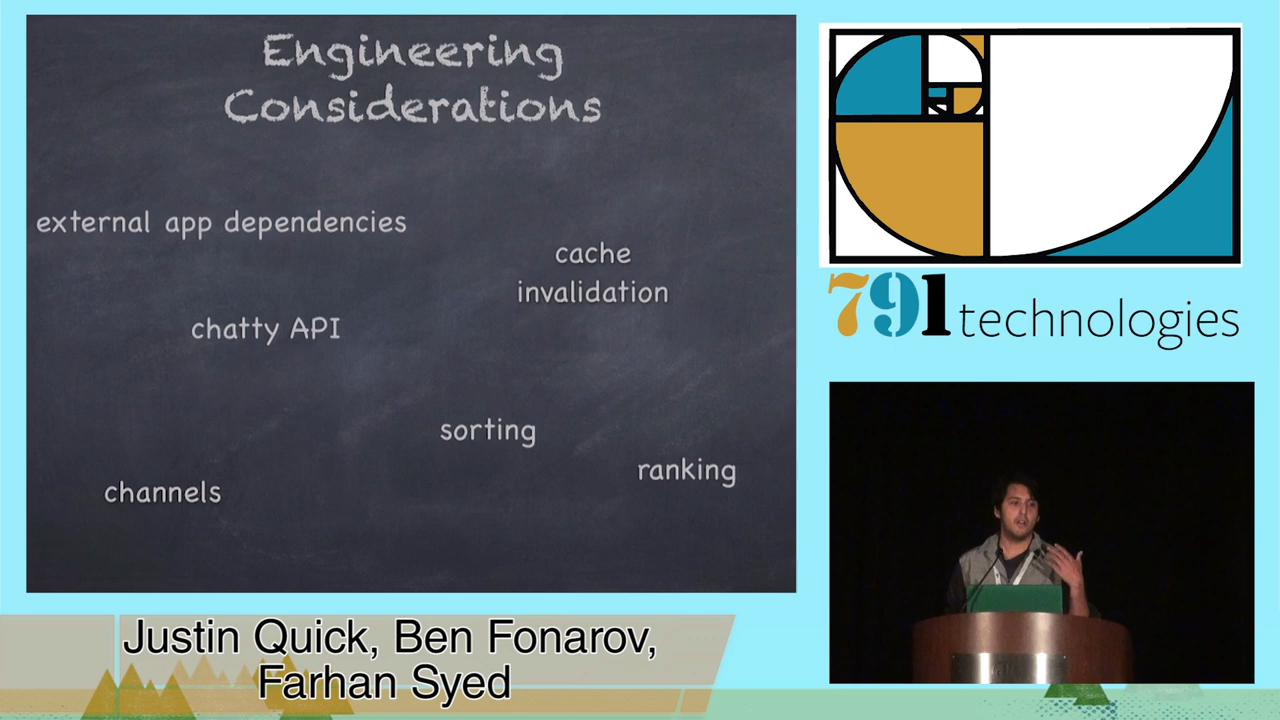 Engineering
Considerations
external app dependencies
cache
invalidation
chatty API
sorting
ranking
channels
791 technologies
Justin Quick, Ben Fonarov,
Farhan Syed